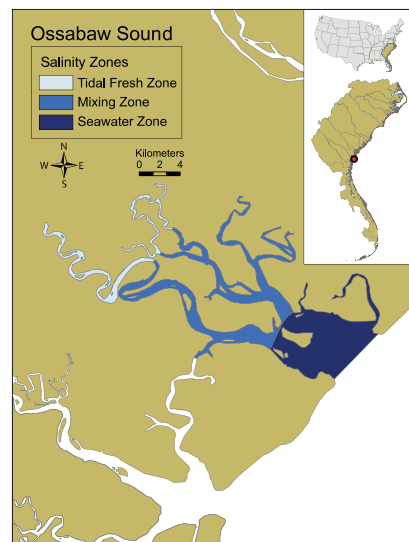 Ossabaw Sound
Salinity Zones
Tidal Fresh Zone
Mixing Zone
Seawater Zone
N
W E
S
Kilometers
0 2 4